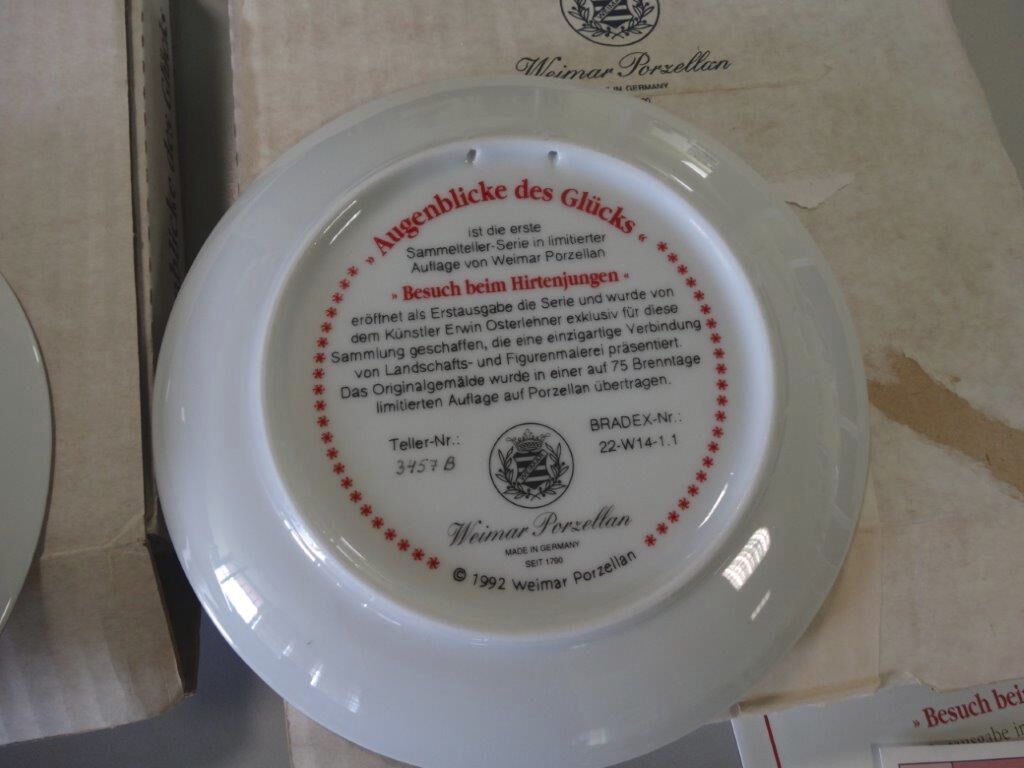 Weimar Porzellan
IN GERMANY
» Augenblicke des Glücks «
ist die erste
Sammelteller-Serie in limitierter
Auflage von Weimar Porzellan
» Besuch beim Hirtenjungen «
eröffnet als Erstausgabe die Serie und wurde von
dem Künstler Erwin Osterlehner exklusiv für diese
Sammlung geschaffen, die eine einzigartige Verbindung
von Landschafts- und Figurenmalerei präsentiert.
Das Originalgemälde wurde in einer auf 75 Brenntage
limitierten Auflage auf Porzellan übertragen.
Teller-Nr.:
3457 B
BRADEX-Nr.:
22-W14-1.1
Weimar Porzellan
MADE IN GERMANY
SEIT 1790
© 1992 Weimar Porzellan
» Besuch bei